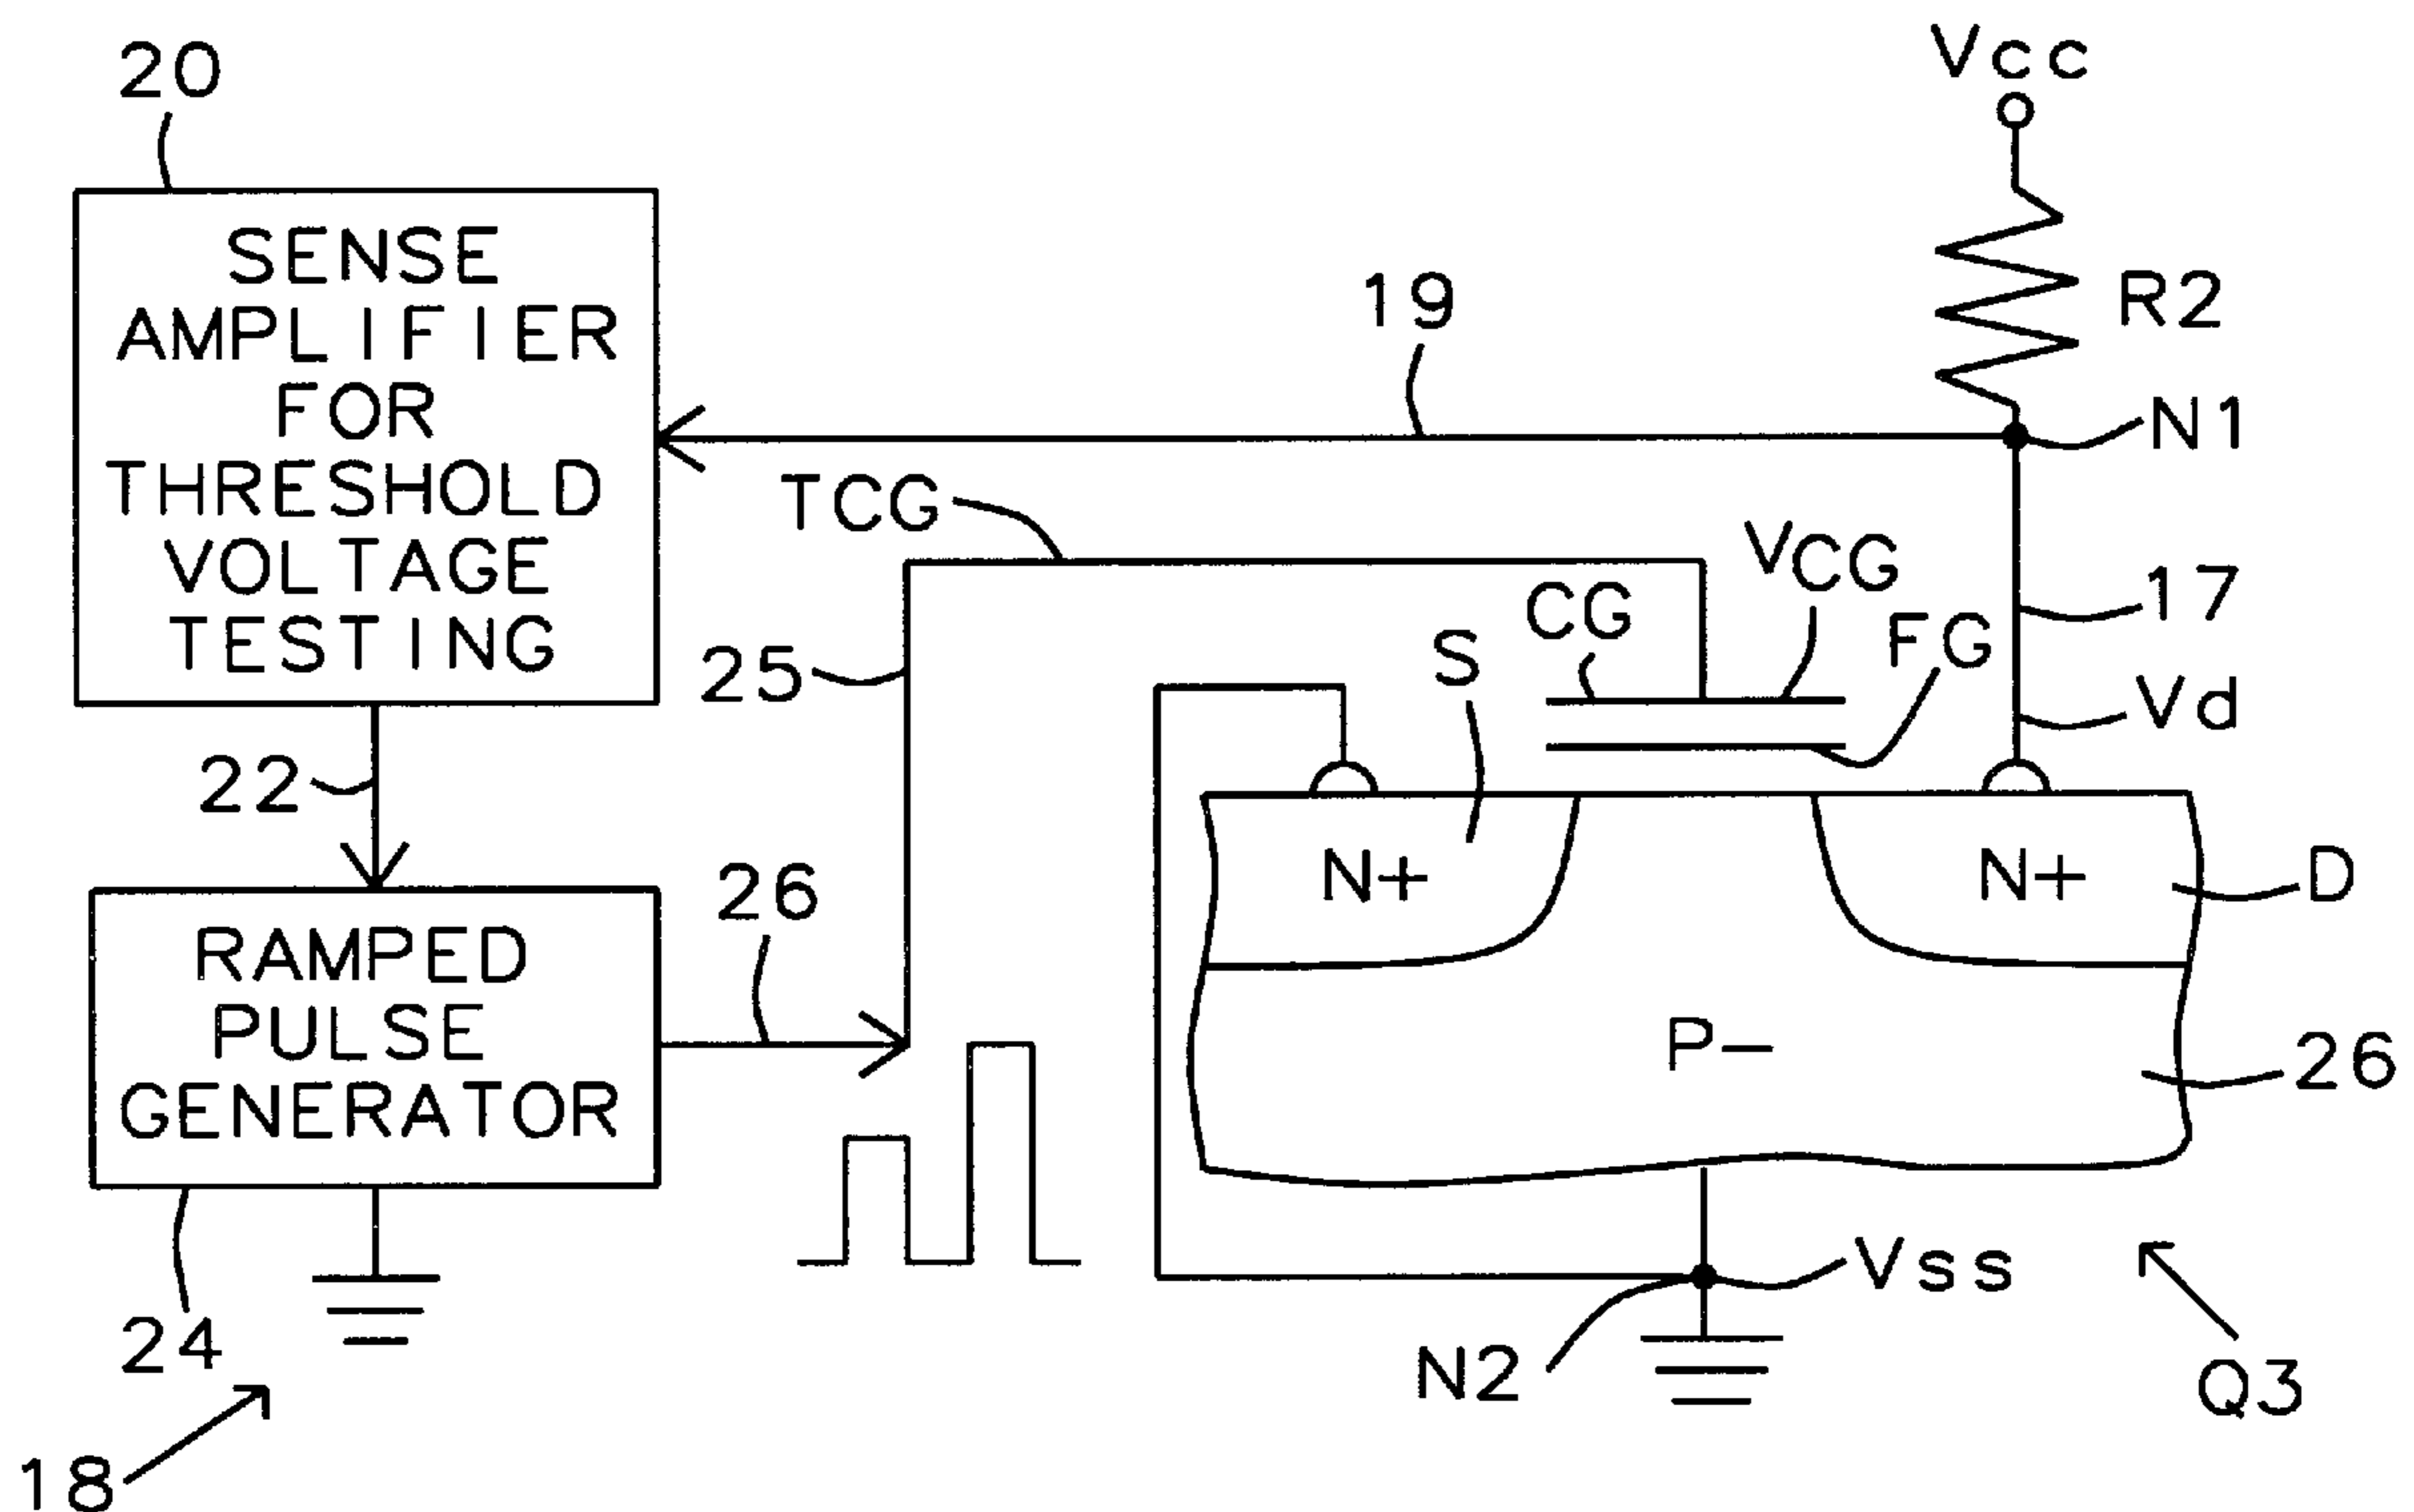 20
Vcc
SENSE
AMPLIFIER
FOR
THRESHOLD
VOLTAGE
TESTING
19
R2
N1
TCG
VCG
CG
17
FG
S
25
Vd
22
26
N+
N+
D
RAMPED
PULSE
GENERATOR
P-
26
Vss
24
N2
Q3
18